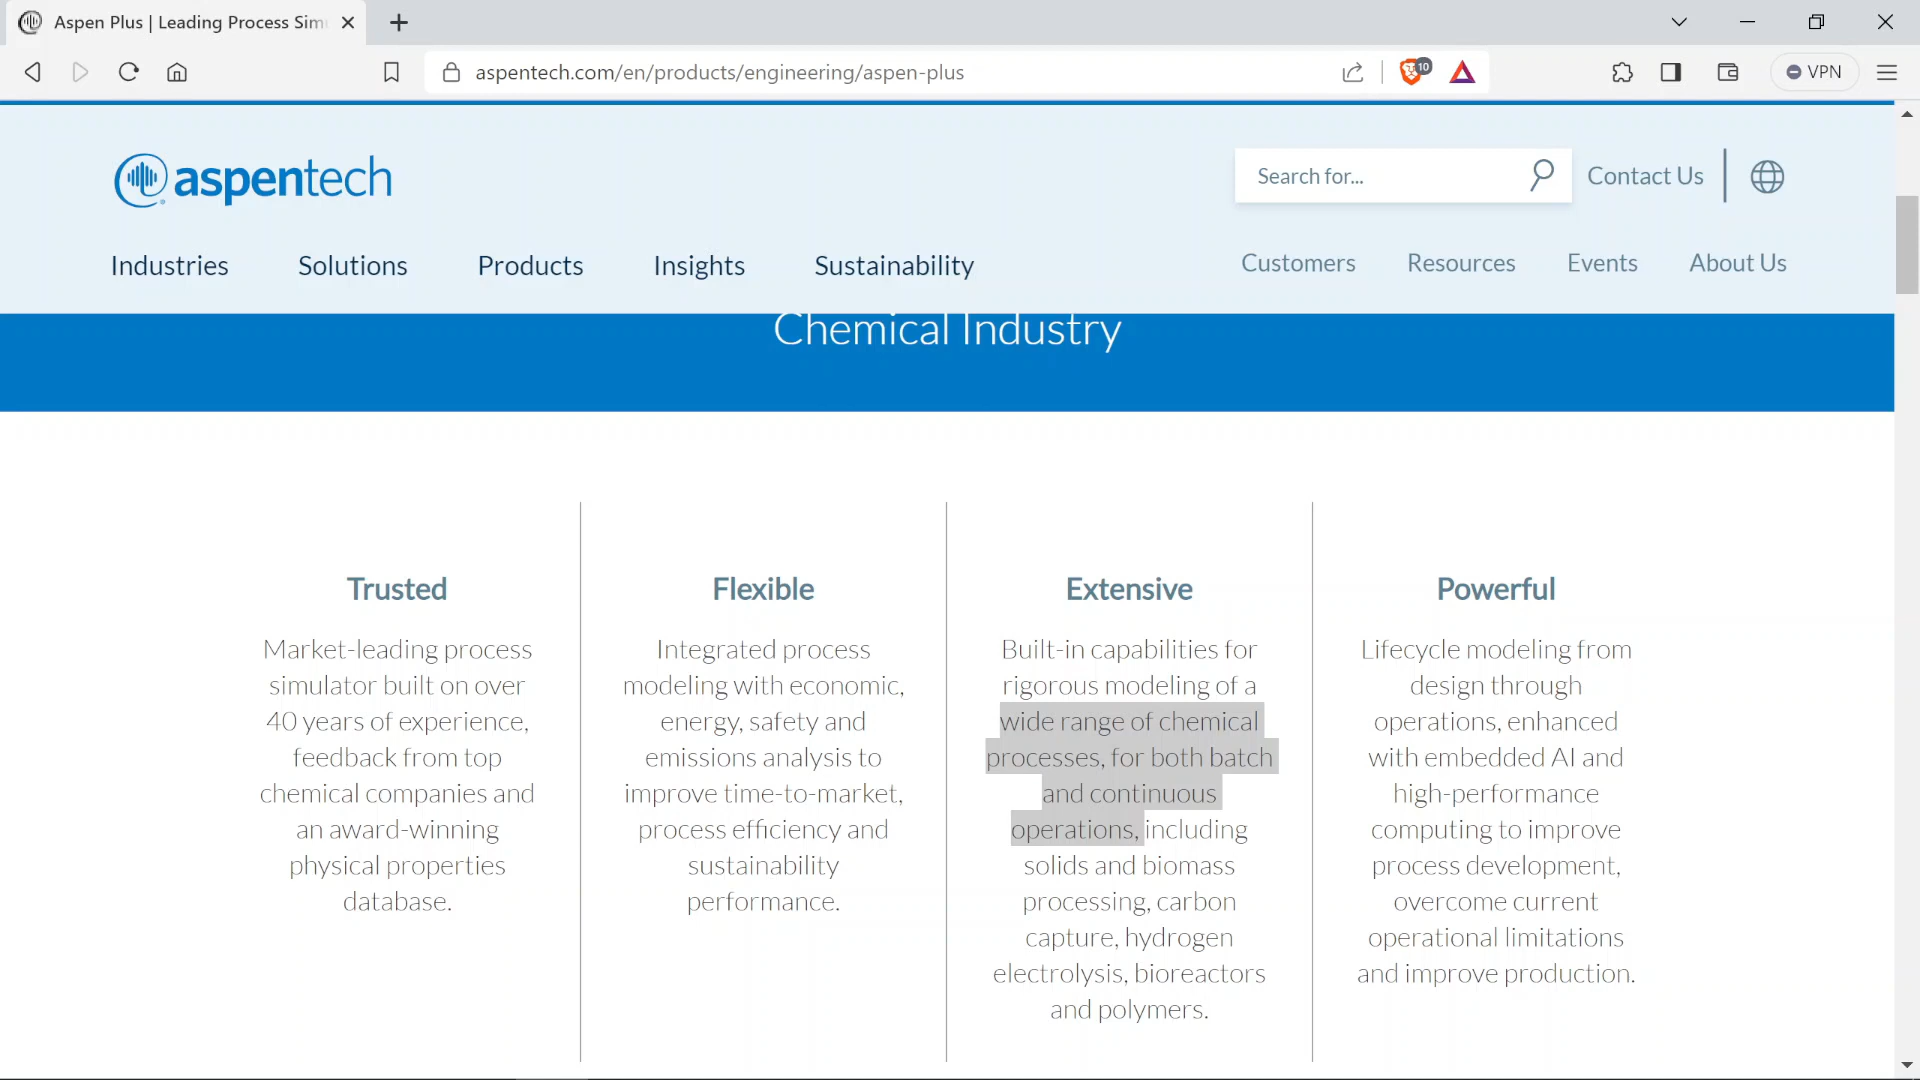 Aspen Plus | Leading Process Sim
aspentech.com/en/products/engineering/aspen-plus
10
VPN
aspentech
Search for...
Contact Us
Industries
Solutions
Products
Insights
Sustainability
Customers
Resources
Events
About Us
Chemical Industry
Trusted
Market-leading process
simulator built on over
40 years of experience,
feedback from top
chemical companies and
an award-winning
physical properties
database.
Flexible
Integrated process
modeling with economic,
energy, safety and
emissions analysis to
improve time-to-market,
process efficiency and
sustainability
performance.
Extensive
Built-in capabilities for
rigorous modeling of a
wide range of chemical
processes, for both batch
and continuous
operations, including
solids and biomass
processing, carbon
capture, hydrogen
electrolysis, bioreactors
and polymers.
Powerful
Lifecycle modeling from
design through
operations, enhanced
with embedded AI and
high-performance
computing to improve
process development,
overcome current
operational limitations
and improve production.